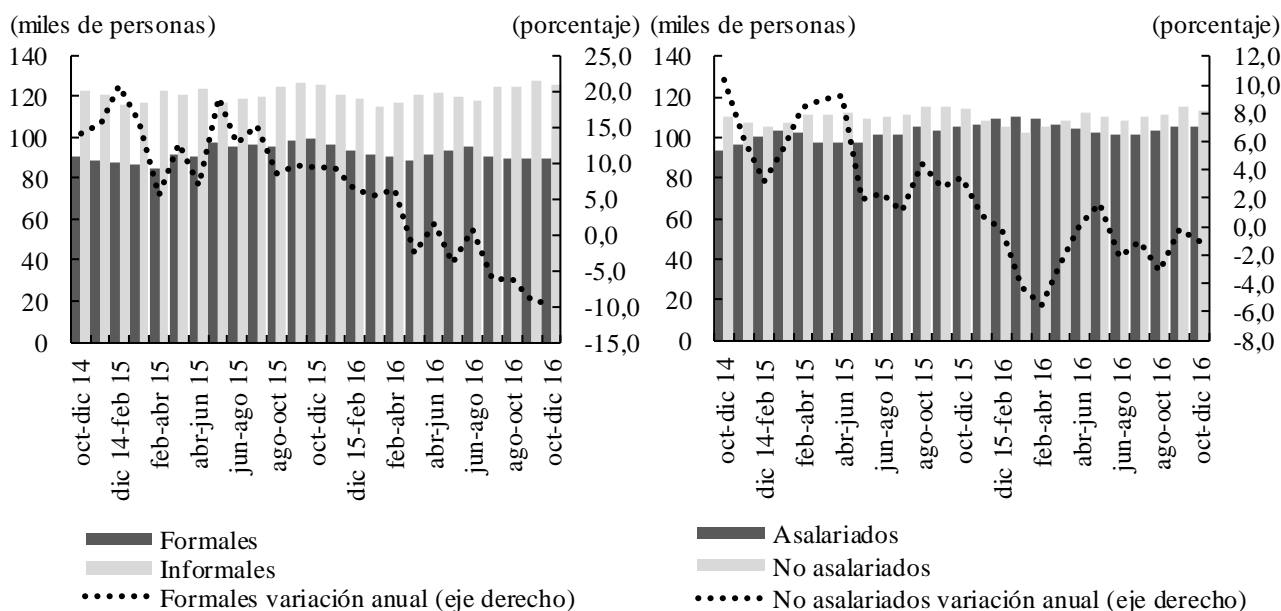 (miles de personas) (porcentaje)
140 25,0
120 20,0
100 15,0
80 10,0
60 5,0
40 0,0
20 -5,0
0 -10,0
-15,0
oct-dic 14
dic 14-feb 15
feb-abr 15
abr-jun 15
jun-ago 15
ago-oct 15
oct-dic 15
dic 15-feb 16
feb-abr 16
abr-jun 16
jun-ago 16
ago-oct 16
oct-dic 16
Formales
Informales
Formales variación anual (eje derecho)
(miles de personas) (porcentaje)
140 12,0
120 10,0
100 8,0
80 6,0
60 4,0
40 2,0
20 0,0
0 -2,0
-4,0
-6,0
-8,0
oct-dic 14
dic 14-feb 15
feb-abr 15
abr-jun 15
jun-ago 15
ago-oct 15
oct-dic 15
dic 15-feb 16
feb-abr 16
abr-jun 16
jun-ago 16
ago-oct 16
oct-dic 16
Asalariados
No asalariados
No asalariados variación anual (eje derecho)